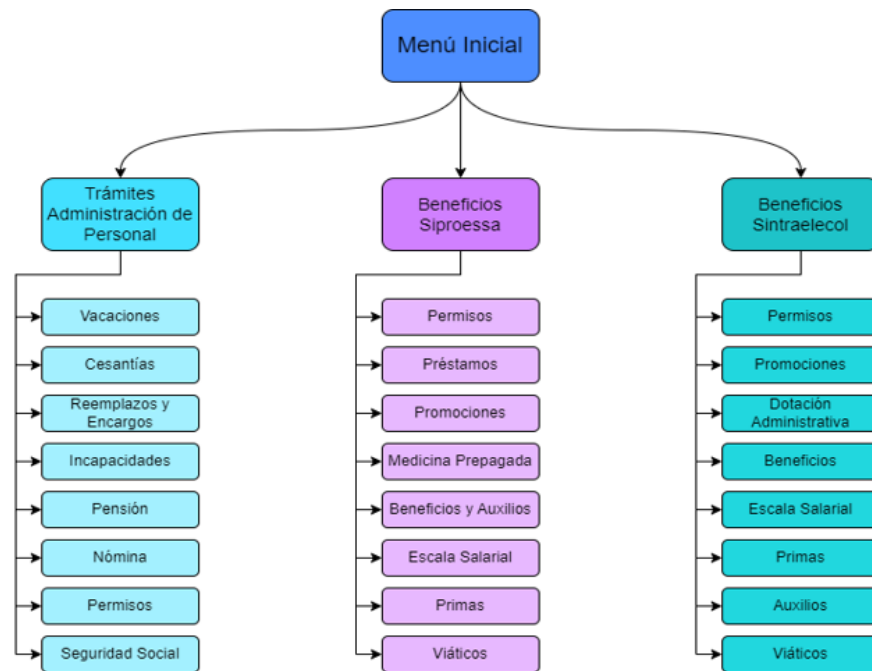 Menú Inicial
Trámites
Administración de
Personal
Vacaciones
Cesantías
Reemplazos y
Encargos
Incapacidades
Pensión
Nómina
Permisos
Seguridad Social
Beneficios
Siproessa
Permisos
Préstamos
Promociones
Medicina Prepagada
Beneficios y Auxilios
Escala Salarial
Primas
Viáticos
Beneficios
Sintraelecol
Permisos
Promociones
Dotación
Administrativa
Beneficios
Escala Salarial
Primas
Auxilios
Viáticos